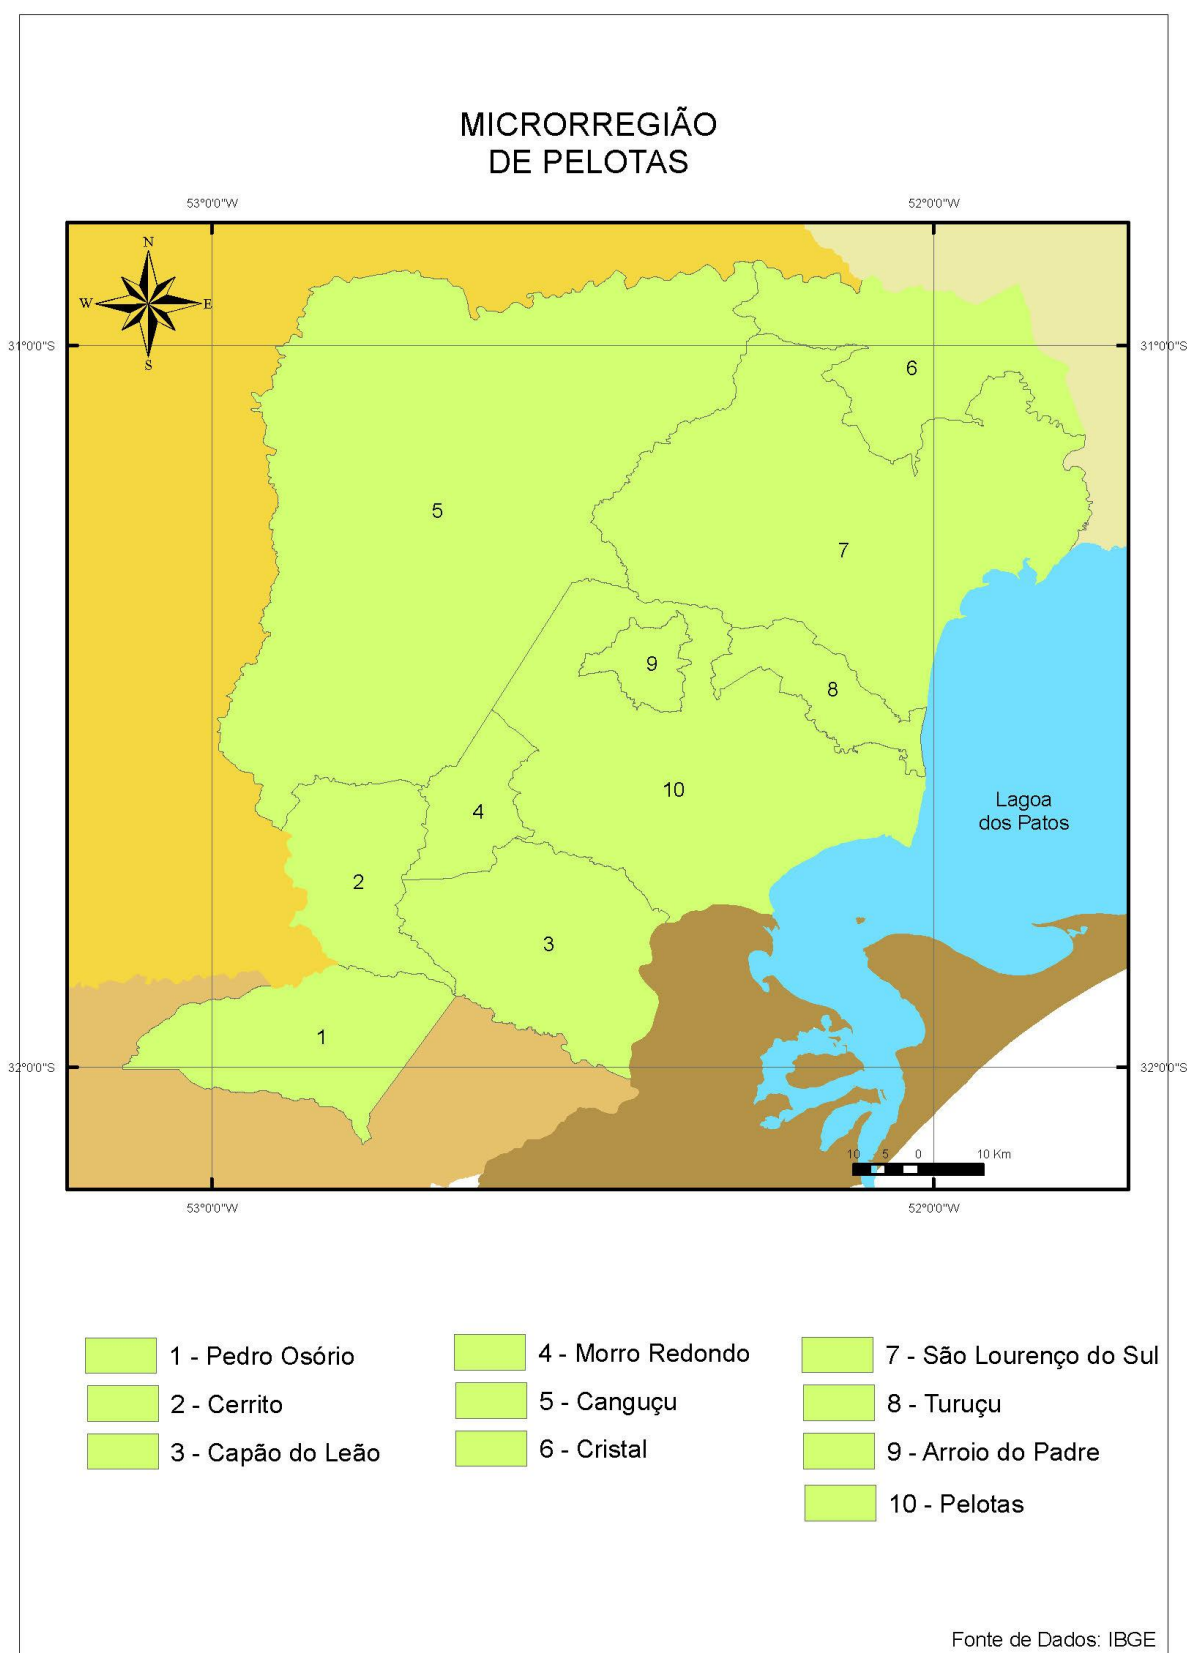 MICRORREGIÃO
DE PELOTAS
53°0'0"W
52°0'0"W
N
W
E
S
31°0'0"S
31°0'0"S
6
5
7
9
8
10
4
Lagoa
dos Patos
2
3
1
32°0'0"S
32°0'0"S
10 5 0 10 Km
53°0'0"W
52°0'0"W
1 - Pedro Osório
2 - Cerrito
3 - Capão do Leão
4 - Morro Redondo
5 - Canguçu
6 - Cristal
7 - São Lourenço do Sul
8 - Turuçu
9 - Arroio do Padre
10 - Pelotas
Fonte de Dados: IBGE